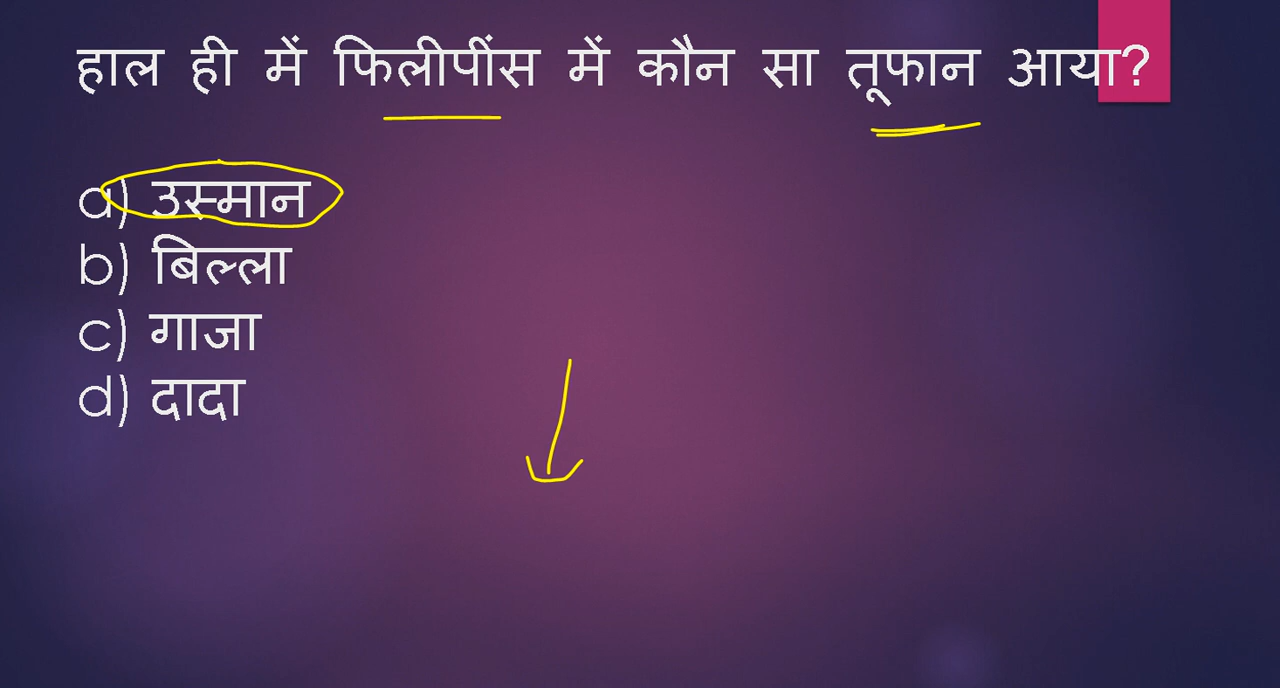 हाल ही में फिलीपींस में कौन सा तूफान आया?
a) उस्मान
b) बिल्ला
c) गाजा
d) दादा